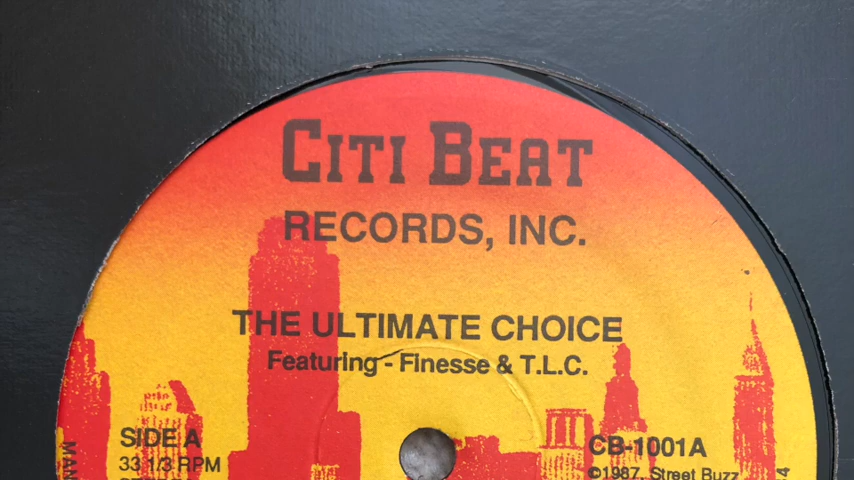 CITI BEAT
RECORDS, INC.
THE ULTIMATE CHOICE
Featuring - Finesse & T.L.C.
SIDE A
33 1/3 RPM
CB-1001A
©1987, Street Buzz